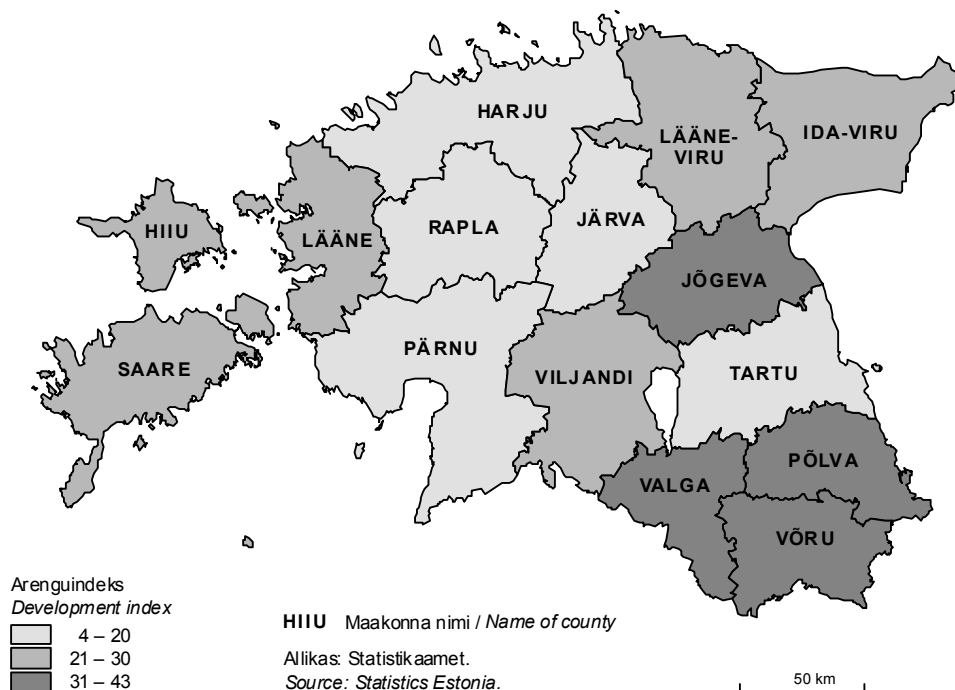 HARJU
LÄÄNE-
VIRU
IDA-VIRU
HIIU
LÄÄNE
RAPLA
JÄRVA
JÕGEVA
SAARE
PÄRNU
VILJANDI
TARTU
VALGA
PÕLVA
VÕRU
Arenguindeks
Development index
4 – 20
21 – 30
31 – 43
HIIU Maakonna nimi / Name of county
Allikas: Statistikaamet.
Source: Statistics Estonia.
50 km